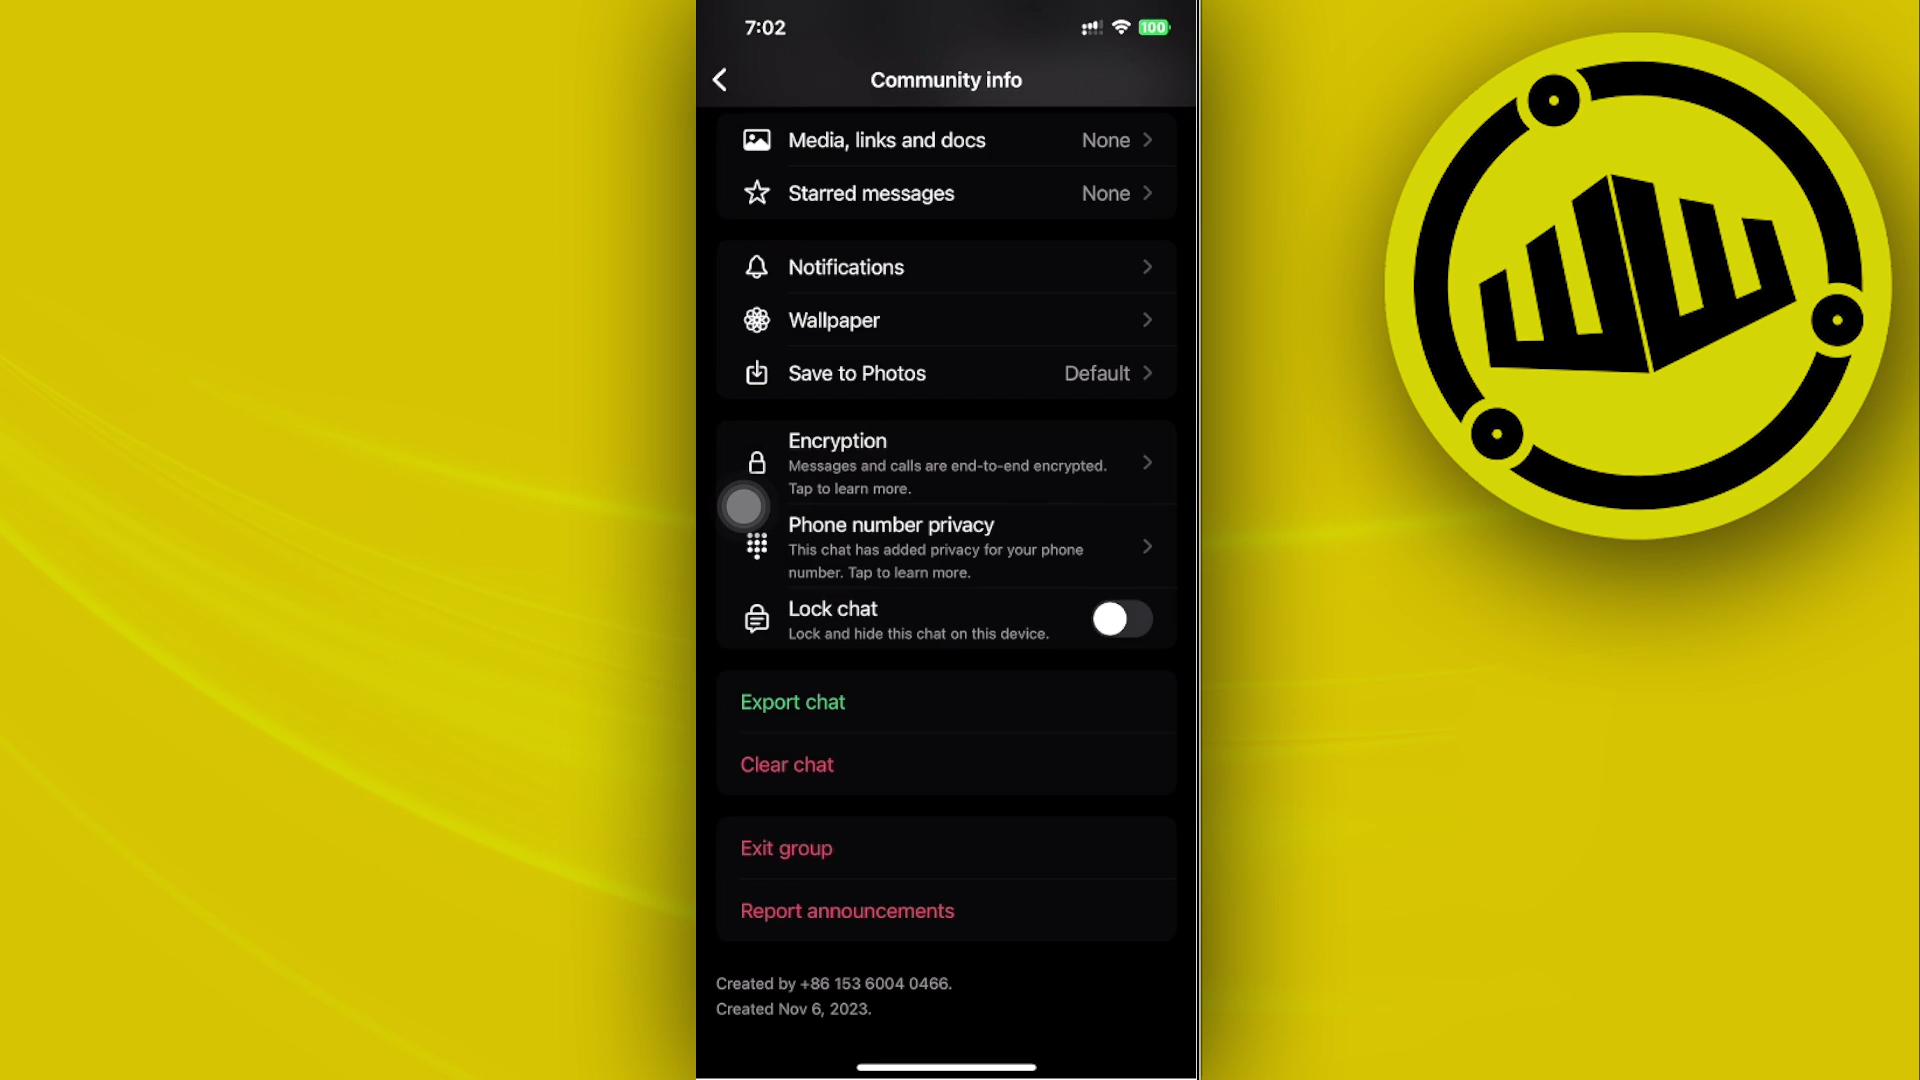 7:02
100
Community info
Media, links and docs None
Starred messages None
Notifications
Wallpaper
Save to Photos Default
Encryption
Messages and calls are end-to-end encrypted.
Tap to learn more.
Phone number privacy
This chat has added privacy for your phone
number. Tap to learn more.
Lock chat
Lock and hide this chat on this device.
Export chat
Clear chat
Exit group
Report announcements
Created by +86 153 6004 0466.
Created Nov 6, 2023.